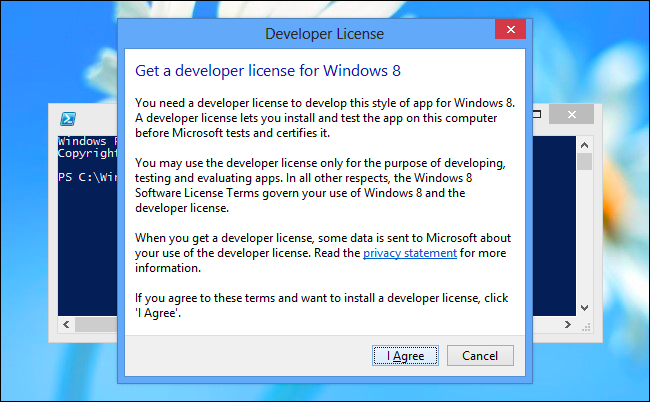 Developer License
Get a developer license for Windows 8
You need a developer license to develop this style of app for Windows 8.
A developer license lets you install and test the app on this computer
before Microsoft tests and certifies it.
You may use the developer license only for the purpose of developing,
testing and evaluating apps. In all other respects, the Windows 8
Software License Terms govern your use of Windows 8 and the
developer license.
When you get a developer license, some data is sent to Microsoft about
your use of the developer license. Read the privacy statement for more
information.
If you agree to these terms and want to install a developer license, click
'I Agree'.
I Agree
Cancel
Windows
Copyright
PS C:\Wi